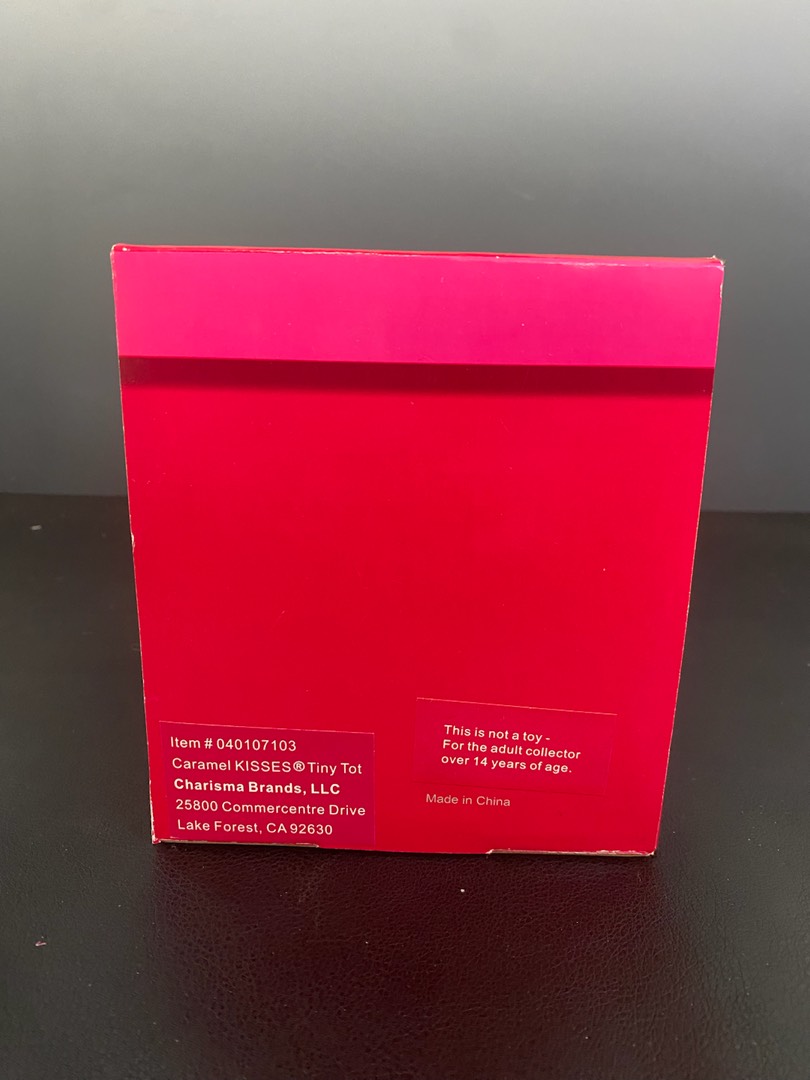 Item # 040107103
Caramel KISSES® Tiny Tot
Charisma Brands, LLC
25800 Commercentre Drive
Lake Forest, CA 92630
This is not a toy -
For the adult collector
over 14 years of age.
Made in China